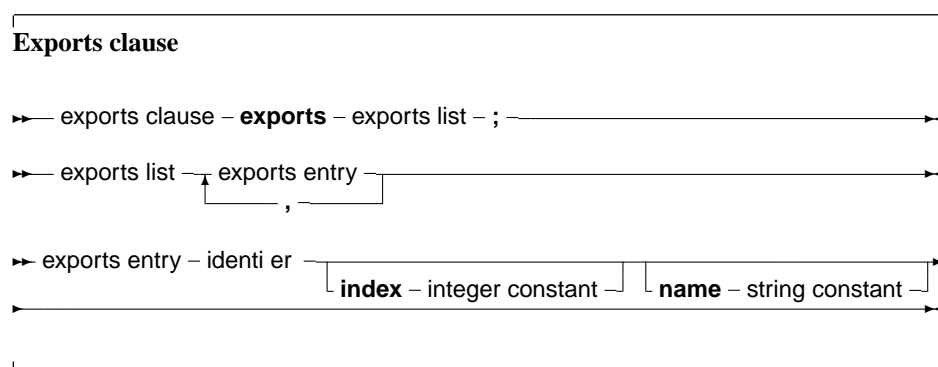 Exports clause
exports clause – exports – exports list – ;
exports list exports entry
,
exports entry – identi er
index – integer constant name – string constant